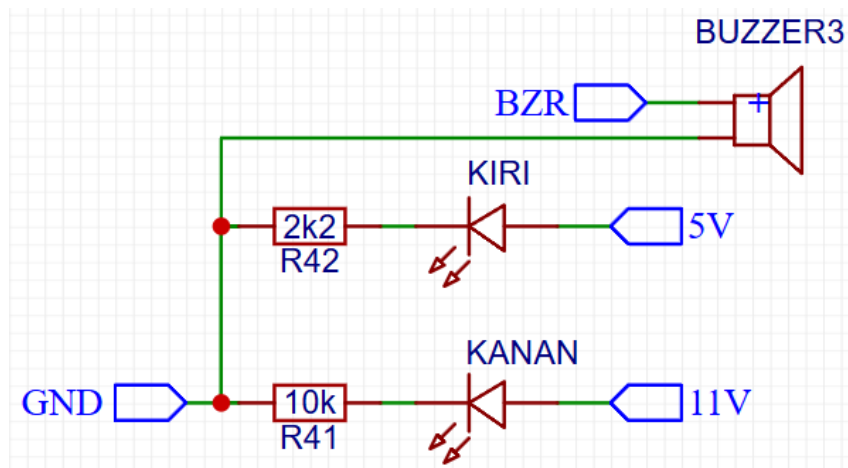 BUZZER3
BZR
+
KIRI
2k2
5V
R42
KANAN
GND
10k
11V
R41